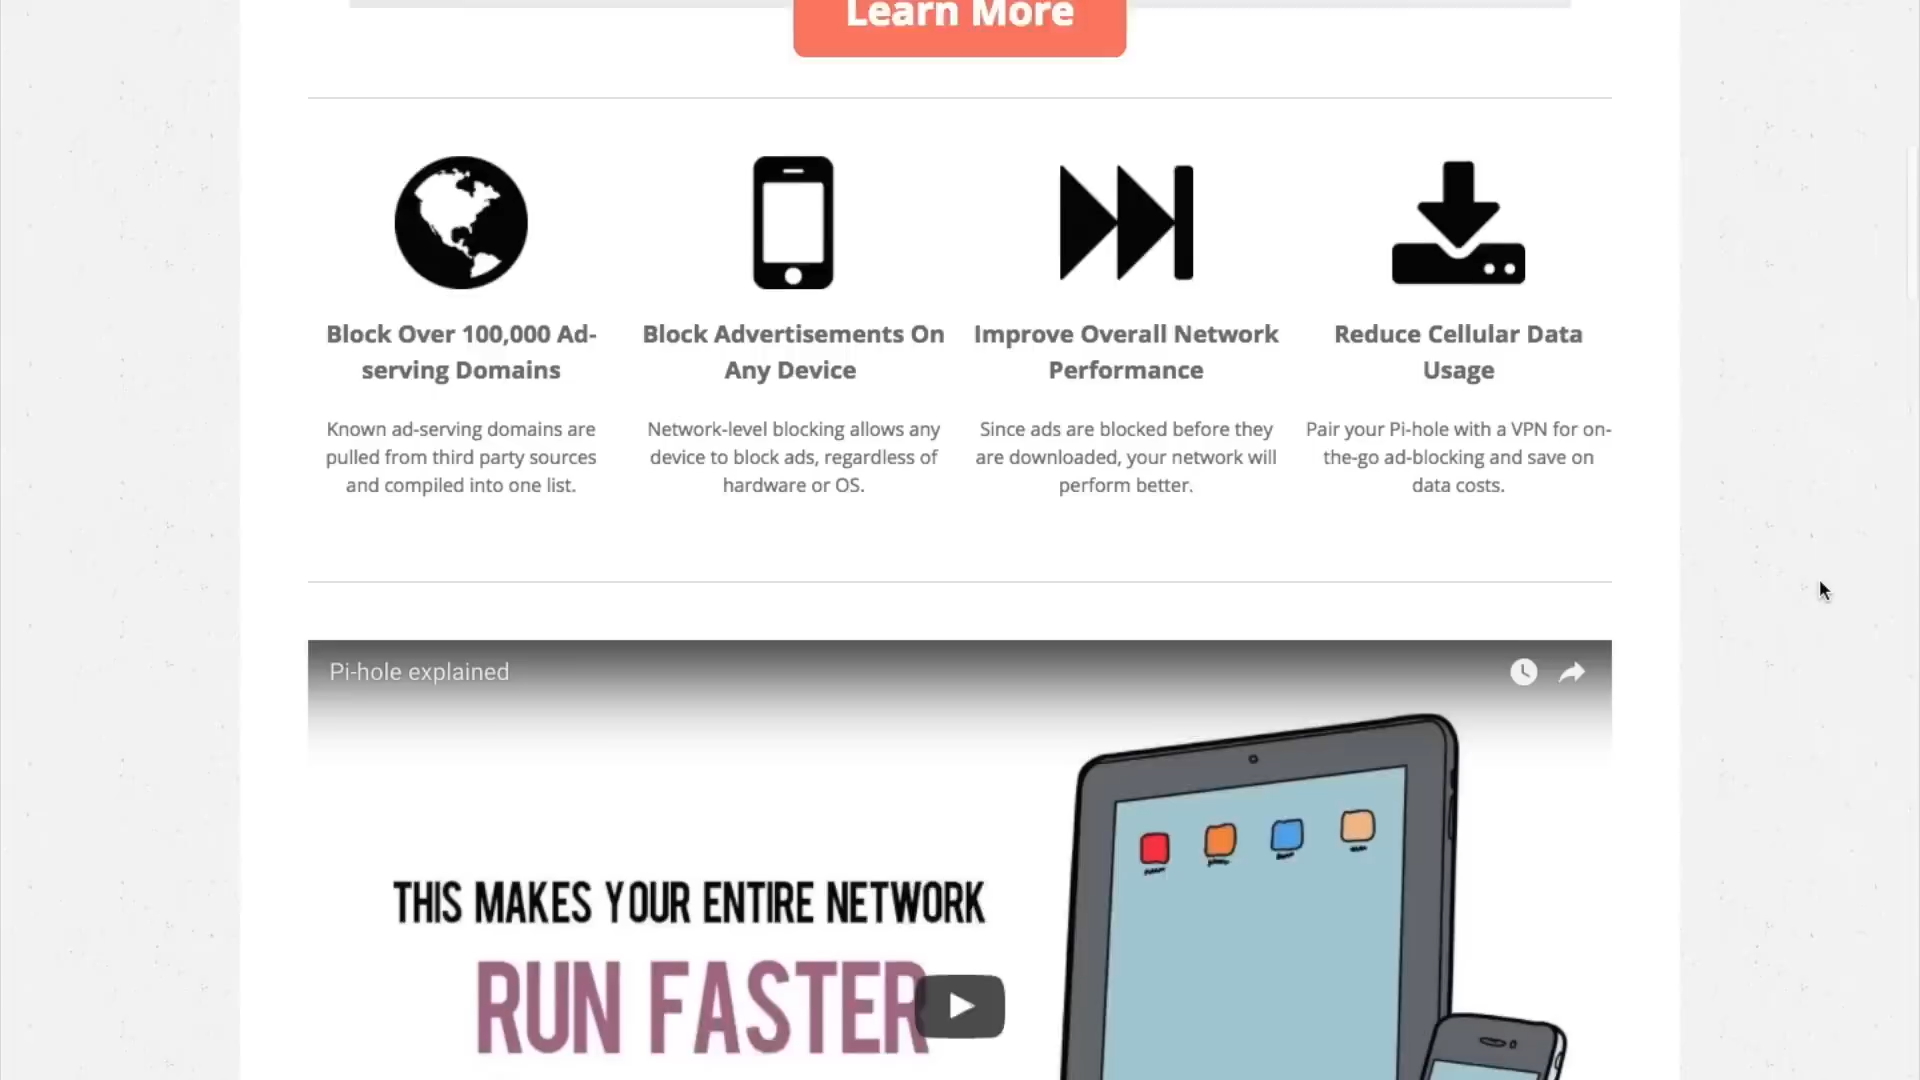 Learn More
Block Over 100,000 Ad-
serving Domains
Known ad-serving domains are
pulled from third party sources
and compiled into one list.
Block Advertisements On
Any Device
Network-level blocking allows any
device to block ads, regardless of
hardware or OS.
Improve Overall Network
Performance
Since ads are blocked before they
are downloaded, your network will
perform better.
Reduce Cellular Data
Usage
Pair your Pi-hole with a VPN for on-
the-go ad-blocking and save on
data costs.
Pi-hole explained
THIS MAKES YOUR ENTIRE NETWORK
RUN FASTER